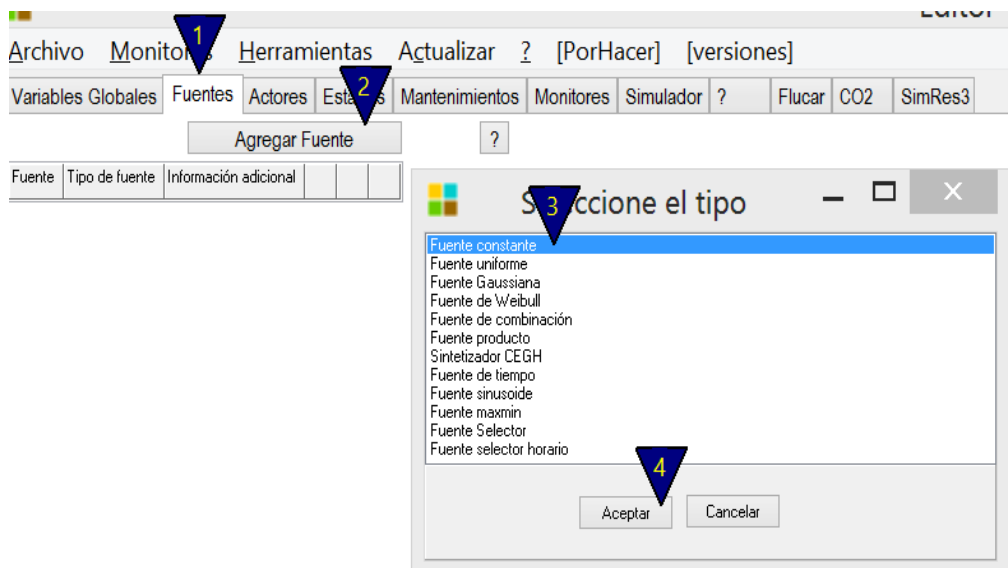 Editor
1
Archivo Monitores Herramientas Actualizar ? [PorHacer] [versiones]
2
Variables Globales Fuentes Actores Estados Mantenimientos Monitores Simulador ? Flucar CO2 SimRes3
Agregar Fuente ?
Fuente Tipo de fuente Información adicional
3
Seleccione el tipo
Fuente constante
Fuente uniforme
Fuente Gaussiana
Fuente de Weibull
Fuente de combinación
Fuente producto
Sintetizador CEGH
Fuente de tiempo
Fuente sinusoide
Fuente maxmin
Fuente Selector
Fuente selector horario
4
Aceptar Cancelar